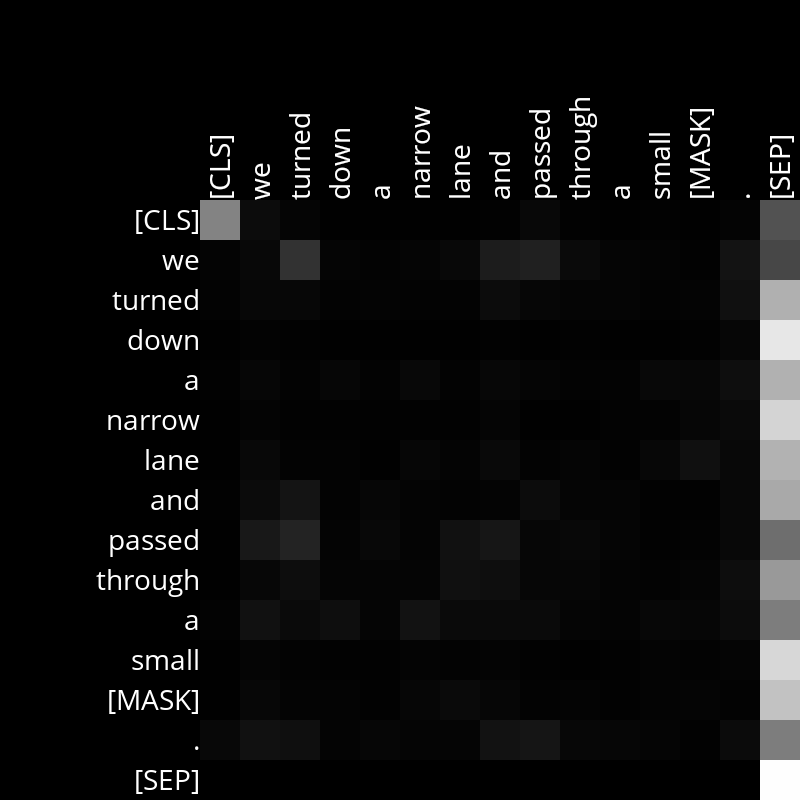 [CLS] we turned down a narrow lane and passed through a small [MASK] . [SEP]
[CLS]
we
turned
down
a
narrow
lane
and
passed
through
a
small
[MASK]
.
[SEP]